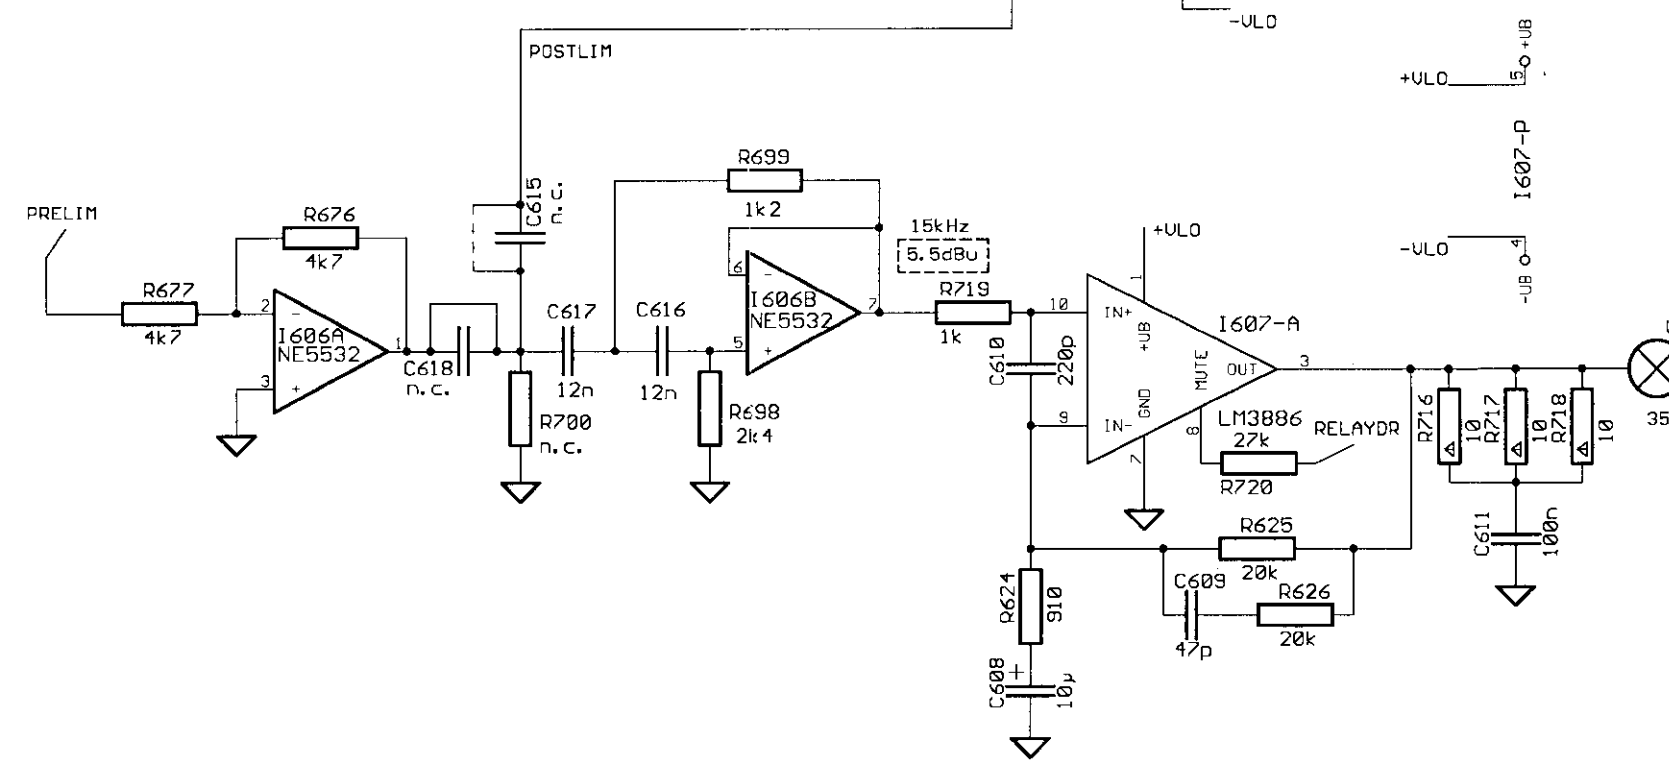 -VLO
POSTLIM
+UB
+VLO
5
I607-P
-VLO
4
-UB
PRELIM
R676
4k7
R677
4k7
2
-
I606A
NE5532
1
3
+
C618
n.c.
C615
n.c.
R700
n.c.
C617
12n
C616
12n
R699
1k2
R698
2k4
6
-
I606B
NE5532
7
5
+
15kHz
5.5dBu
R719
1k
C610
220p
+VLO
1
10
IN+
+UB
I607-A
MUTE
OUT
3
GND
9
IN-
7
8
LM3886
27k
R720
RELAYDR
R716
10
R717
10
R718
10
35
C611
100n
R625
20k
C609
47p
R626
20k
R624
910
C608
+
10µ